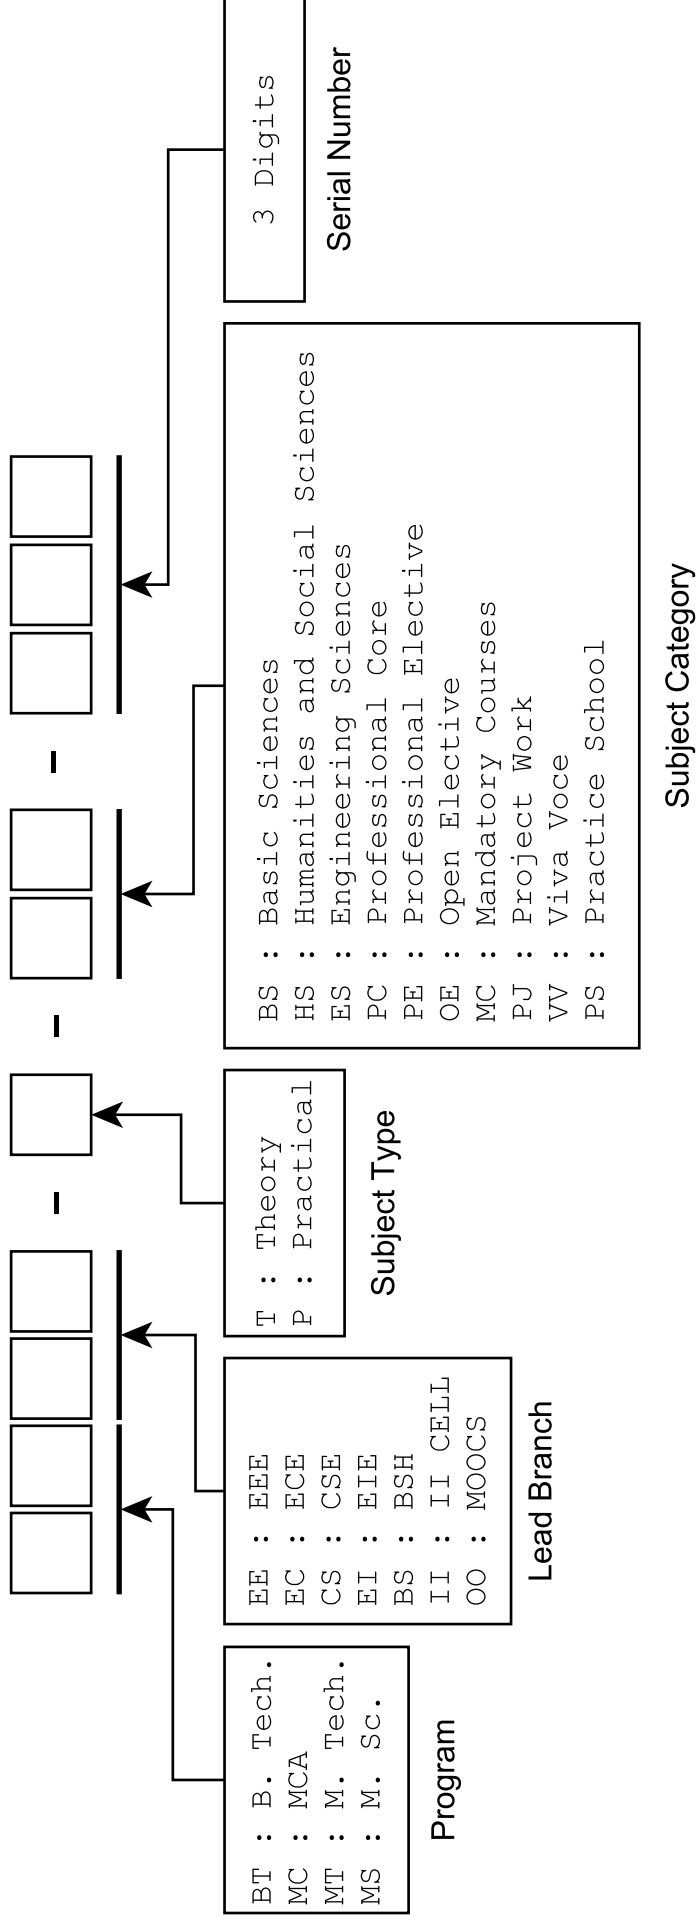 BT : B. Tech.
MC : MCA
MT : M. Tech.
MS : M. Sc.
Program
EE : EEE
EC : ECE
CS : CSE
EI : EIE
BS : BSH
II : II CELL
OO : MOOCS
Lead Branch
T : Theory
P : Practical
Subject Type
BS : Basic Sciences
HS : Humanities and Social Sciences
ES : Engineering Sciences
PC : Professional Core
PE : Professional Elective
OE : Open Elective
MC : Mandatory Courses
PJ : Project Work
VV : Viva Voce
PS : Practice School
Subject Category
3 Digits
Serial Number